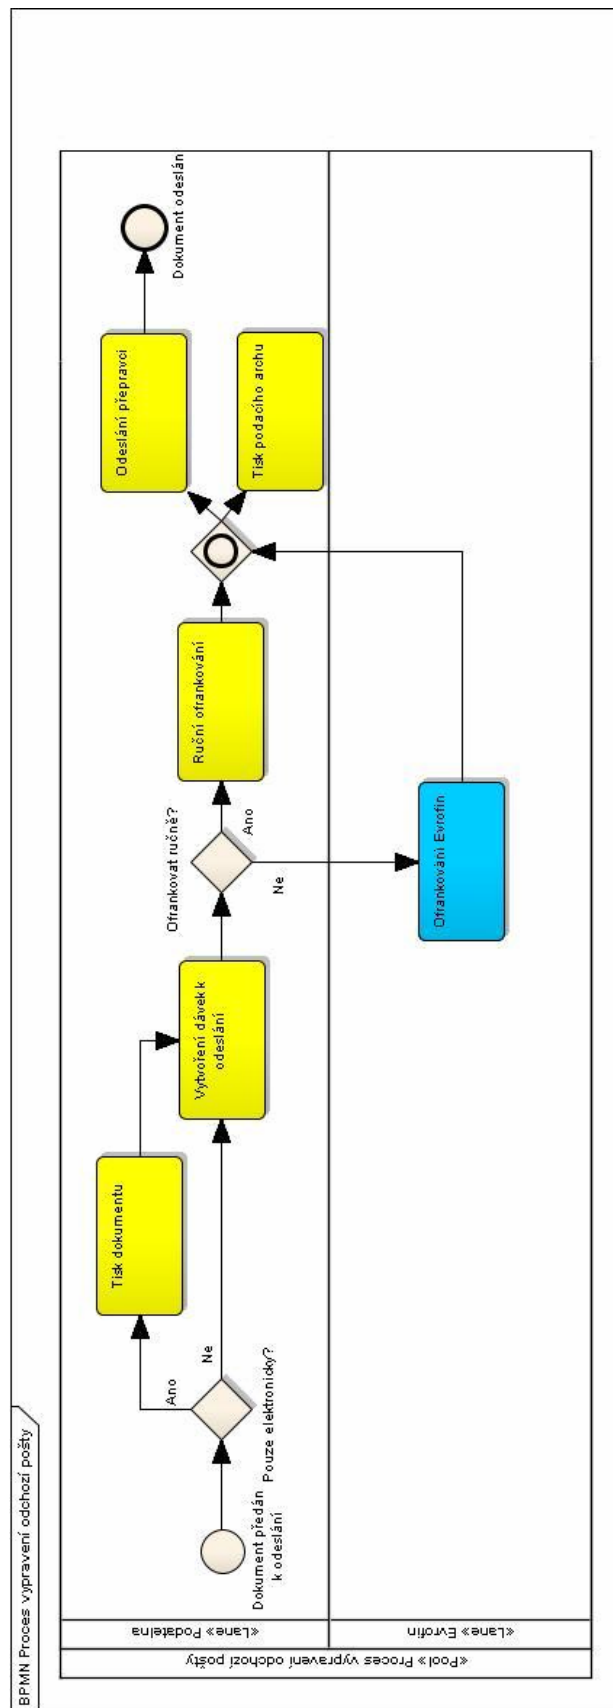 BPMN Proces vypravení odchozí pošty
«Pool» Proces vypravení odchozí pošty
«Lane» Podatelna
«Lane» Evrofin
Dokument předán
k odeslání
Pouze elektronicky?
Ano
Ne
Tisk dokumentu
Vytvoření dávek k
odeslání
Ofrankovat ručně?
Ano
Ne
Ruční ofrankování
Ofrankování Evrofin
Odeslání přepravci
Tisk podacího archu
Dokument odeslán